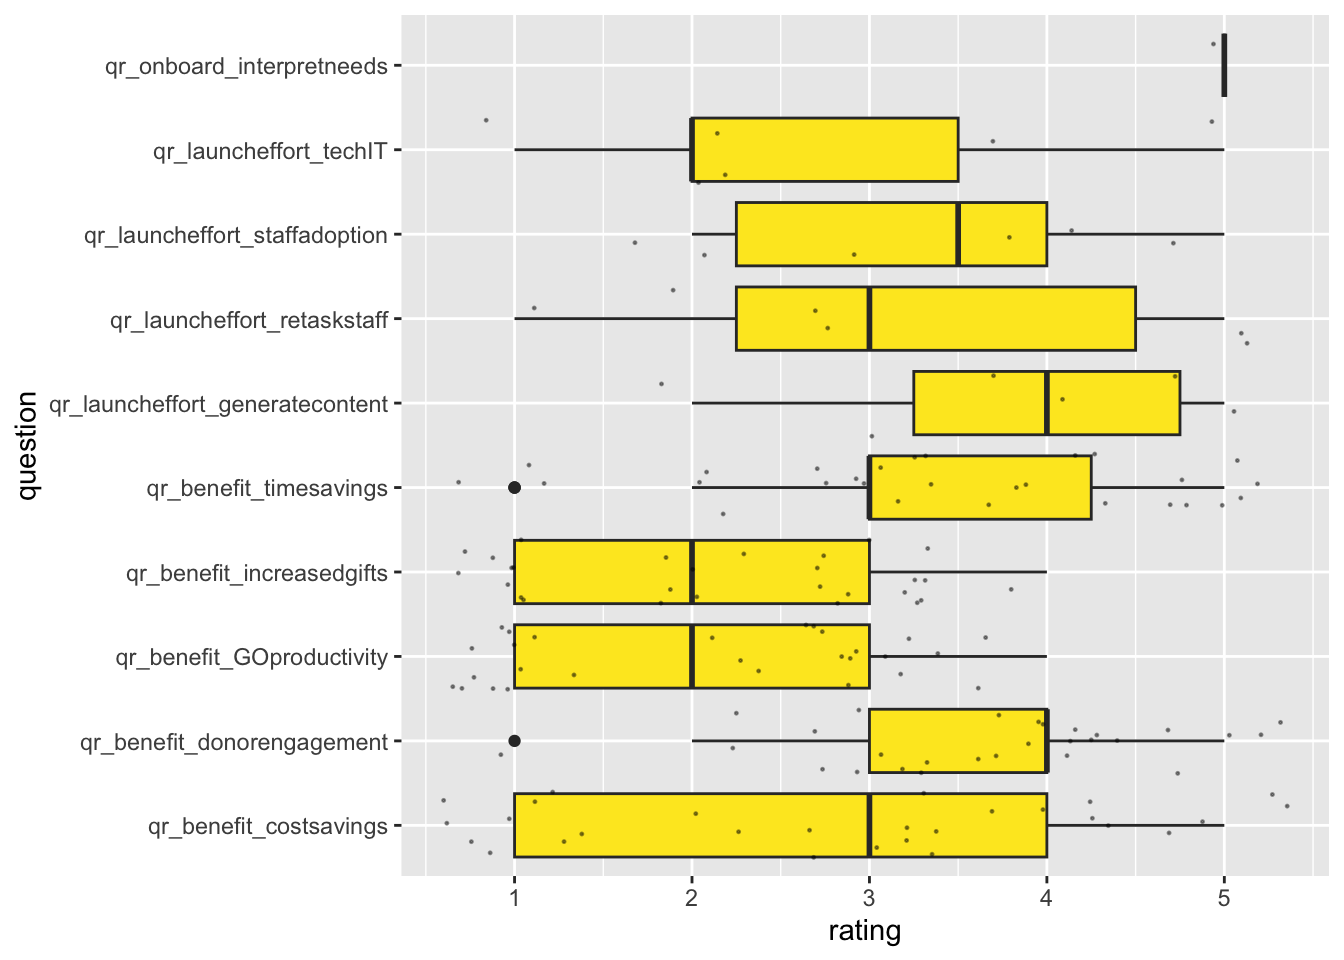 qr_onboard_interpretneeds
qr_launcheffort_techIT
qr_launcheffort_staffadoption
qr_launcheffort_retaskstaff
qr_launcheffort_generatecontent
qr_benefit_timesavings
qr_benefit_increasedgifts
qr_benefit_GOproductivity
qr_benefit_donorengagement
qr_benefit_costsavings
question
1 2 3 4 5
rating